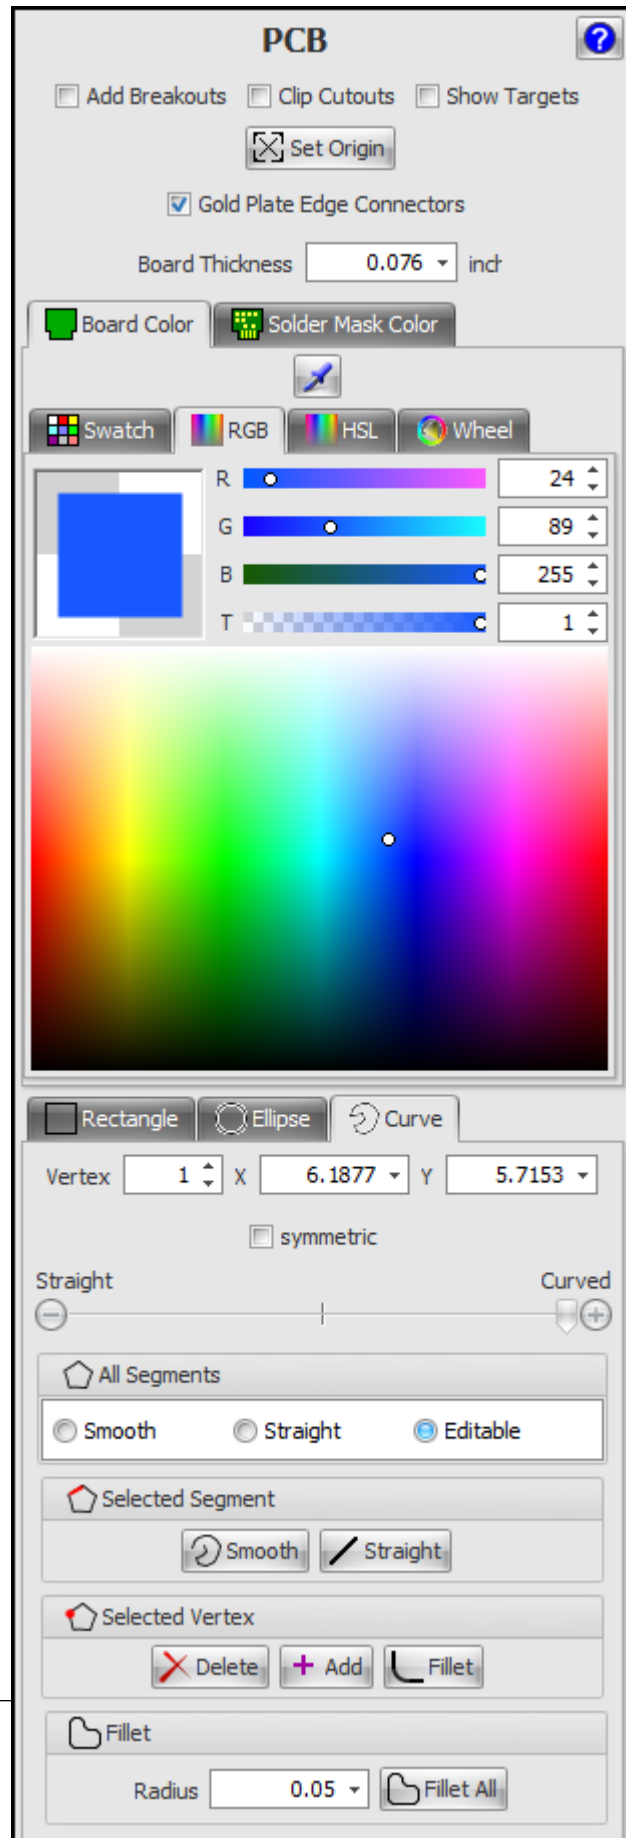 PCB ?
Add Breakouts Clip Cutouts Show Targets
Set Origin
Gold Plate Edge Connectors
Board Thickness 0.076 inch
Board Color Solder Mask Color
Swatch RGB HSL Wheel
R 24
G 89
B 255
T 1
Rectangle Ellipse Curve
Vertex 1 X 6.1877 Y 5.7153
symmetric
Straight Curved
All Segments
Smooth Straight Editable
Selected Segment
Smooth Straight
Selected Vertex
Delete Add Fillet
Fillet
Radius 0.05 Fillet All